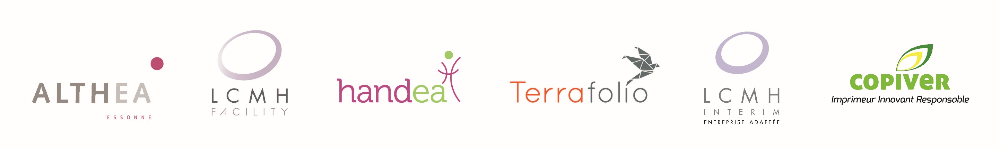 ALTHEA
ESSONNE
LCMH
FACILITY
handea
Terrafolio
LCMH
INTERIM
ENTREPRISE ADAPTÉE
COPIVER
Imprimeur Innovant Responsable